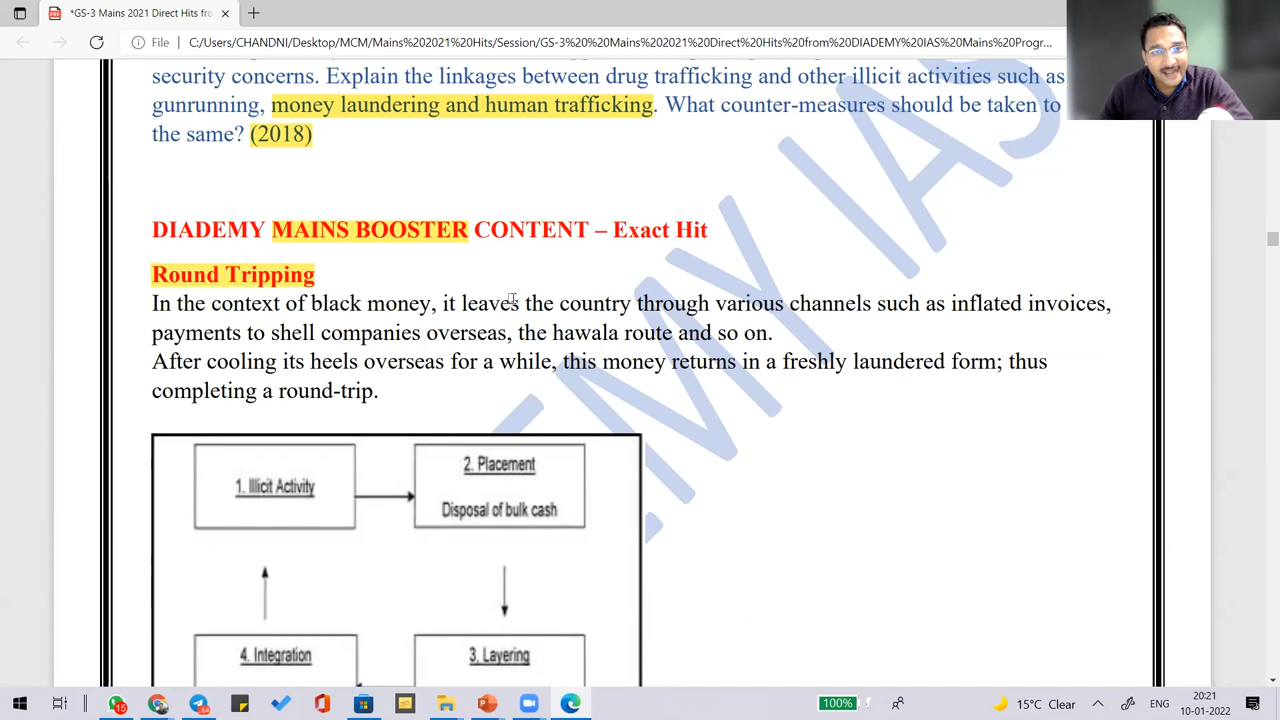 *GS-3 Mains 2021 Direct Hits fro
File
C:/Users/CHANDNI/Desktop/MCM/Mains%202021%20Hits/Session/GS-3%20%20Mains%202021%20Direct%20Hits%20from%20DIADEMY%20IAS%20Mains%20Progr...
security concerns. Explain the linkages between drug trafficking and other illicit activities such as
gunrunning, money laundering and human trafficking. What counter-measures should be taken to
the same? (2018)
DIADEMY MAINS BOOSTER CONTENT – Exact Hit
Round Tripping
In the context of black money, it leaves the country through various channels such as inflated invoices,
payments to shell companies overseas, the hawala route and so on.
After cooling its heels overseas for a while, this money returns in a freshly laundered form; thus
completing a round-trip.
1. Illicit Activity
2. Placement
Disposal of bulk cash
4. Integration
3, Layering
EMY IAS
15
100%
15°C Clear
ENG
20:21
10-01-2022